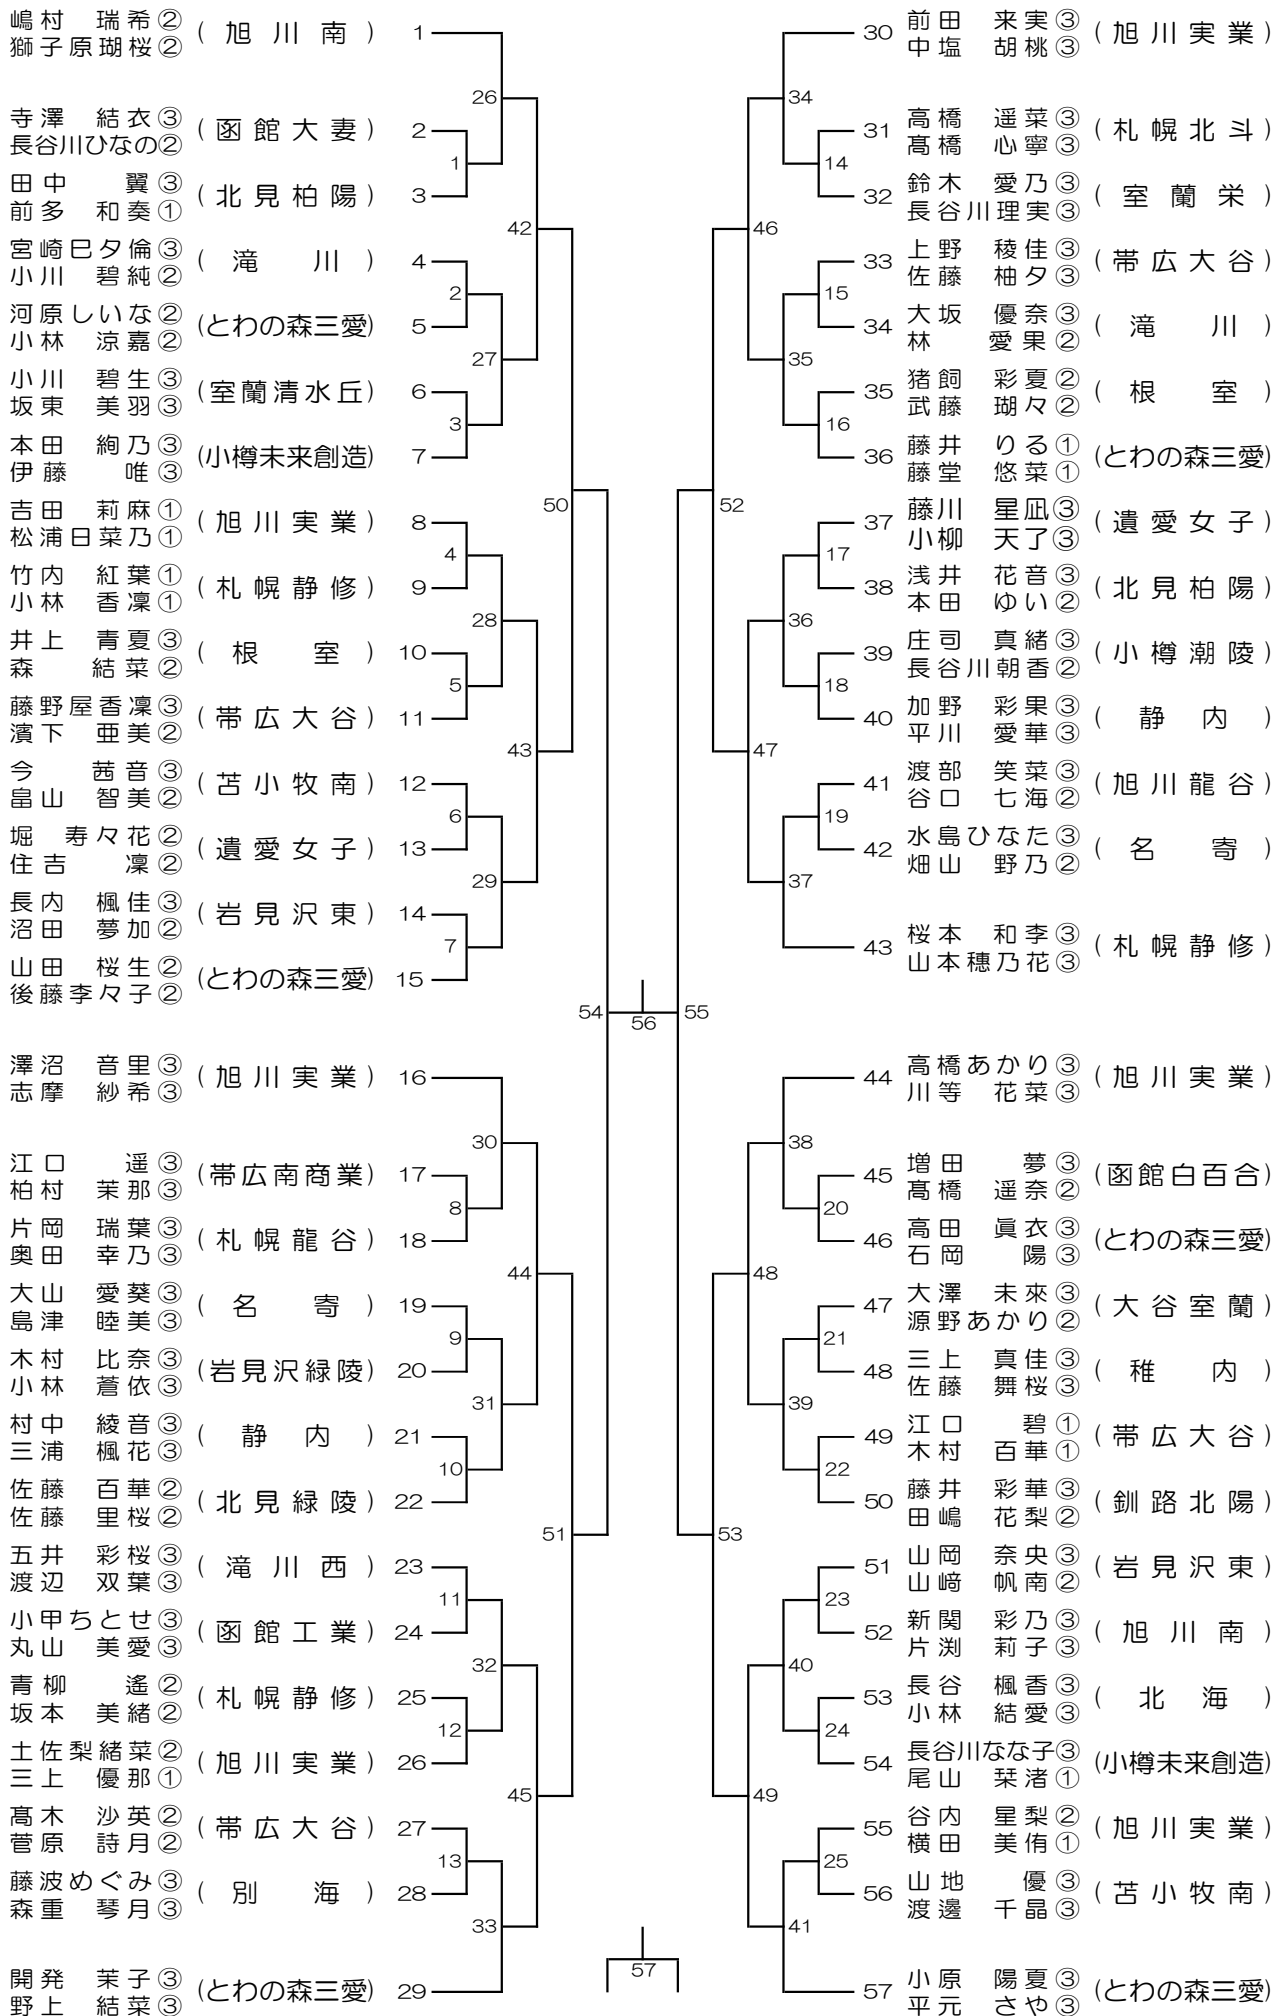 嶋村 瑞希② (旭川南) 1
獅子原瑚桜②
26
寺澤 結衣③ (函館大妻) 2
長谷川ひなの②
1
田中 翼③ (北見柏陽) 3
前多 和奏①
42
宮崎巳夕倫③ (滝川) 4
小川 碧純②
2
河原しいな② (とわの森三愛) 5
小林 涼嘉②
27
小川 碧生③ (室蘭清水丘) 6
坂東 美羽③
3
本田 絢乃③ (小樽未来創造) 7
伊藤 唯③
50
吉田 莉麻① (旭川実業) 8
松浦日菜乃①
4
竹内 紅葉① (札幌静修) 9
小林 香凜①
28
井上 青夏③ (根室) 10
森 結菜②
5
藤野屋香凜③ (帯広大谷) 11
濱下 亜美②
43
今 茜音③ (苫小牧南) 12
畠山 智美②
6
堀 寿々花② (遺愛女子) 13
住吉 凜②
29
長内 楓佳③ (岩見沢東) 14
沼田 夢加②
7
山田 桜生② (とわの森三愛) 15
後藤李々子②
54
56
55
澤沼 音里③ (旭川実業) 16
志摩 紗希③
30
江口 遥③ (帯広南商業) 17
柏村 茉那③
8
片岡 瑞葉③ (札幌龍谷) 18
奥田 幸乃③
44
大山 愛葵③ (名寄) 19
島津 睦美③
9
木村 比奈③ (岩見沢緑陵) 20
小林 蒼依③
31
村中 綾音③ (静内) 21
三浦 楓花③
10
佐藤 百華② (北見緑陵) 22
佐藤 里桜②
51
五井 彩桜③ (滝川西) 23
渡辺 双葉③
11
小甲ちとせ③ (函館工業) 24
丸山 美愛③
32
青柳 遙② (札幌静修) 25
坂本 美緒②
12
土佐梨緒菜② (旭川実業) 26
三上 優那①
45
髙木 沙英② (帯広大谷) 27
菅原 詩月②
13
藤波めぐみ③ (別海) 28
森重 琴月③
33
開発 茉子③ (とわの森三愛) 29
野上 結菜③
57
30 前田 来実③ (旭川実業)
中塩 胡桃③
34
31 高橋 遥菜③ (札幌北斗)
髙橋 心寧③
14
32 鈴木 愛乃③ (室蘭栄)
長谷川理実③
46
33 上野 稜佳③ (帯広大谷)
佐藤 柚夕③
15
34 大坂 優奈③ (滝川)
林 愛果②
35
35 猪飼 彩夏② (根室)
武藤 瑚々②
16
36 藤井 りる① (とわの森三愛)
藤堂 悠菜①
52
37 藤川 星凪③ (遺愛女子)
小柳 天了③
17
38 浅井 花音③ (北見柏陽)
本田 ゆい②
36
39 庄司 真緒③ (小樽潮陵)
長谷川朝香②
18
40 加野 彩果③ (静内)
平川 愛華③
47
41 渡部 笑菜③ (旭川龍谷)
谷口 七海②
19
42 水島ひなた③ (名寄)
畑山 野乃②
37
43 桜本 和李③ (札幌静修)
山本穂乃花③
44 高橋あかり③ (旭川実業)
川等 花菜③
38
45 増田 夢③ (函館白百合)
髙橋 遥奈②
20
46 高田 眞衣③ (とわの森三愛)
石岡 陽③
48
47 大澤 未來③ (大谷室蘭)
源野あかり②
21
48 三上 真佳③ (稚内)
佐藤 舞桜③
39
49 江口 碧① (帯広大谷)
木村 百華①
22
50 藤井 彩華③ (釧路北陽)
田嶋 花梨②
53
51 山岡 奈央③ (岩見沢東)
山﨑 帆南②
23
52 新関 彩乃③ (旭川南)
片渕 莉子③
40
53 長谷 楓香③ (北海)
小林 結愛③
24
54 長谷川なな子③ (小樽未来創造)
尾山 栞渚①
49
55 谷内 星梨② (旭川実業)
横田 美侑①
25
56 山地 優③ (苫小牧南)
渡邊 千晶③
41
57 小原 陽夏③ (とわの森三愛)
平元 さや③